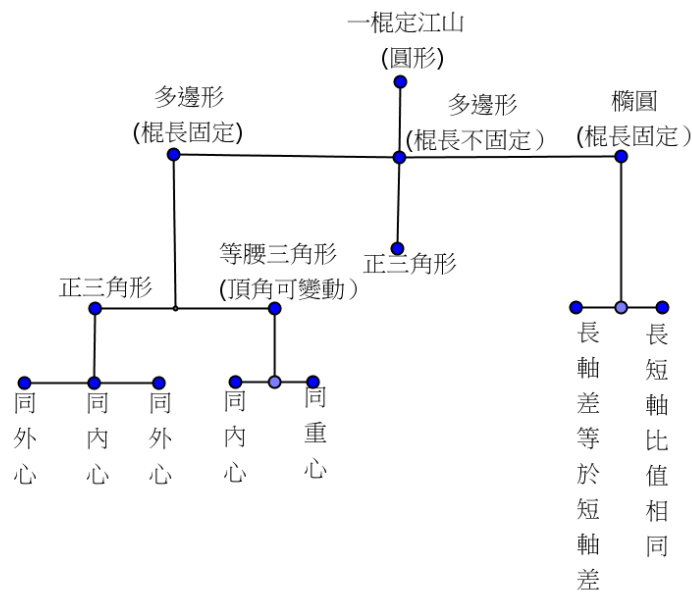 一棍定江山
(圓形)
多邊形
(棍長固定)
多邊形
(棍長不固定)
橢圓
(棍長固定)
正三角形
等腰三角形
(頂角可變動)
正三角形
同外心
同內心
同外心
同內心
同重心
長軸差等於短軸差
長短軸比值相同